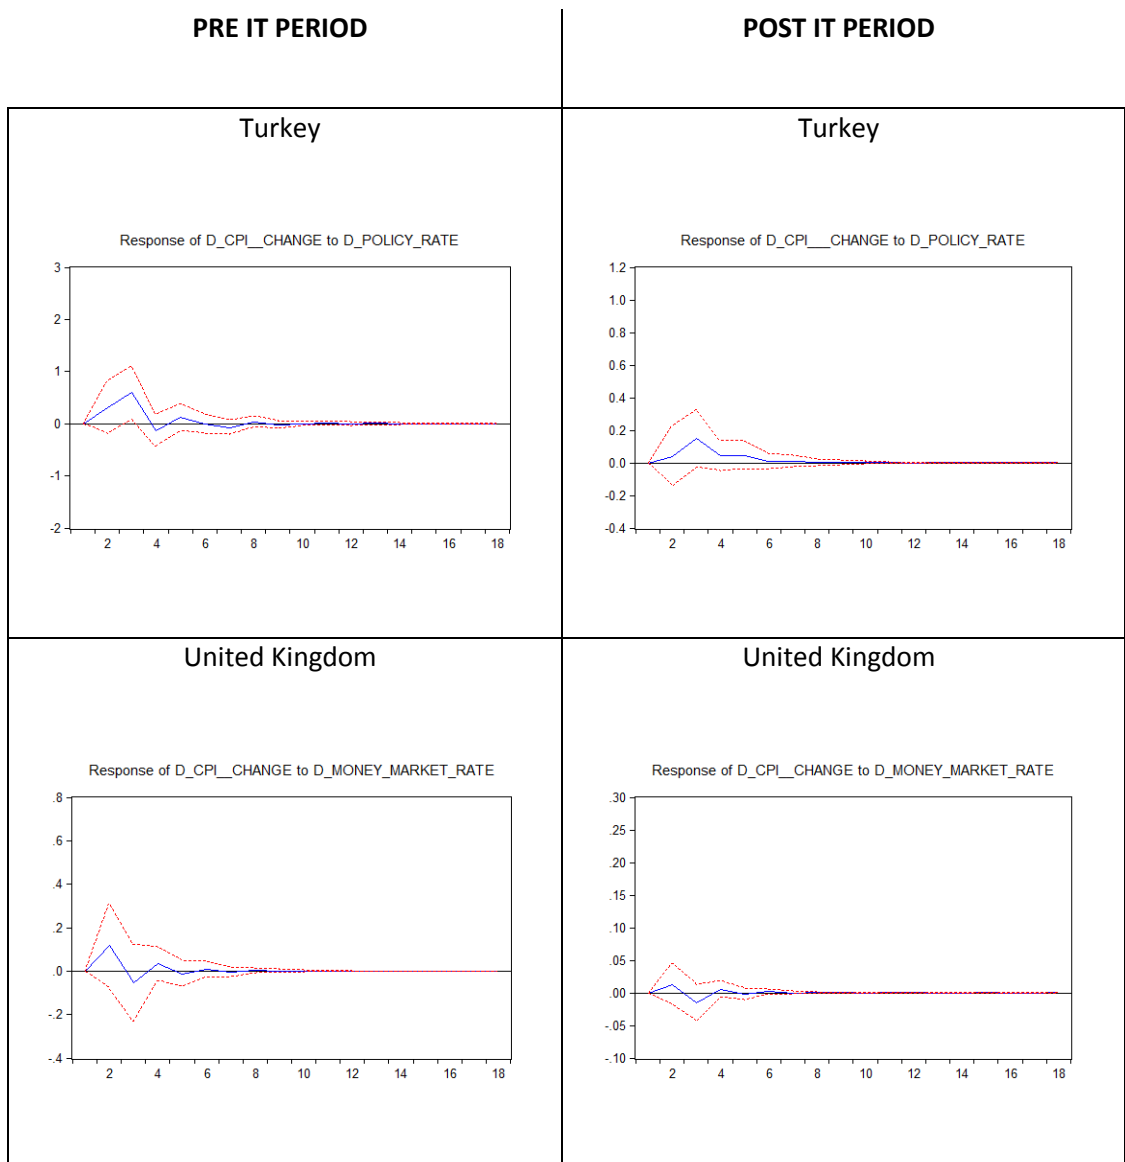 PRE IT PERIOD
POST IT PERIOD
Turkey
Turkey
Response of D_CPI__CHANGE to D_POLICY_RATE
3
2
1
0
-1
-2
2 4 6 8 10 12 14 16 18
Response of D_CPI___CHANGE to D_POLICY_RATE
1.2
1.0
0.8
0.6
0.4
0.2
0.0
-0.2
-0.4
2 4 6 8 10 12 14 16 18
United Kingdom
United Kingdom
Response of D_CPI__CHANGE to D_MONEY_MARKET_RATE
.8
.6
.4
.2
.0
-.2
-.4
2 4 6 8 10 12 14 16 18
Response of D_CPI__CHANGE to D_MONEY_MARKET_RATE
.30
.25
.20
.15
.10
.05
.00
-.05
-.10
2 4 6 8 10 12 14 16 18